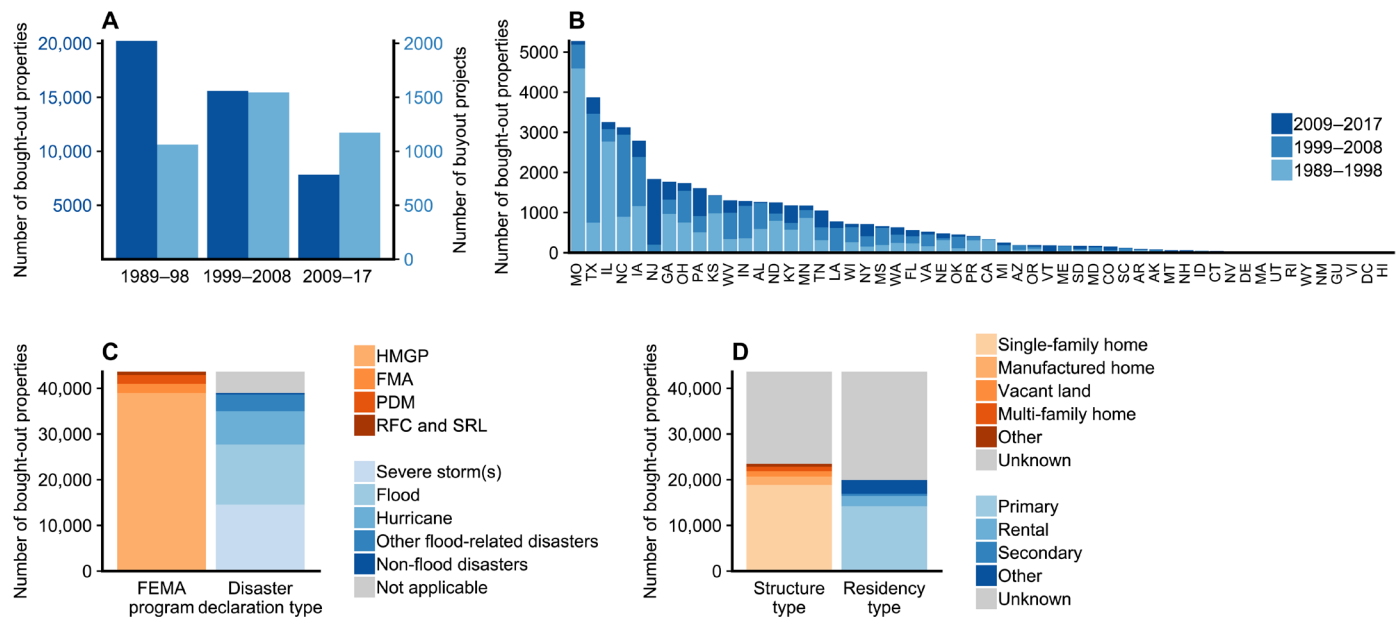 A
Number of bought-out properties
20,000
15,000
10,000
5000
2000
1500
1000
500
0
Number of buyout projects
1989–98
1999–2008
2009–17
B
Number of bought-out properties
5000
4000
3000
2000
1000
0
MO
TX
IL
NC
IA
NJ
GA
OH
PA
KS
WV
IN
AL
ND
KY
MN
TN
LA
WI
NY
MS
WA
FL
VA
NE
OK
PR
CA
MI
AZ
OR
VT
ME
SD
MD
CO
SC
AR
AK
MT
NH
ID
CT
NV
DE
MA
UT
RI
WY
NM
GU
VI
DC
HI
2009–2017
1999–2008
1989–1998
C
Number of bought-out properties
40,000
30,000
20,000
10,000
0
FEMA
program
Disaster
declaration type
HMGP
FMA
PDM
RFC and SRL
Severe storm(s)
Flood
Hurricane
Other flood-related disasters
Non-flood disasters
Not applicable
D
Number of bought-out properties
40,000
30,000
20,000
10,000
0
Structure
type
Residency
type
Single-family home
Manufactured home
Vacant land
Multi-family home
Other
Unknown
Primary
Rental
Secondary
Other
Unknown